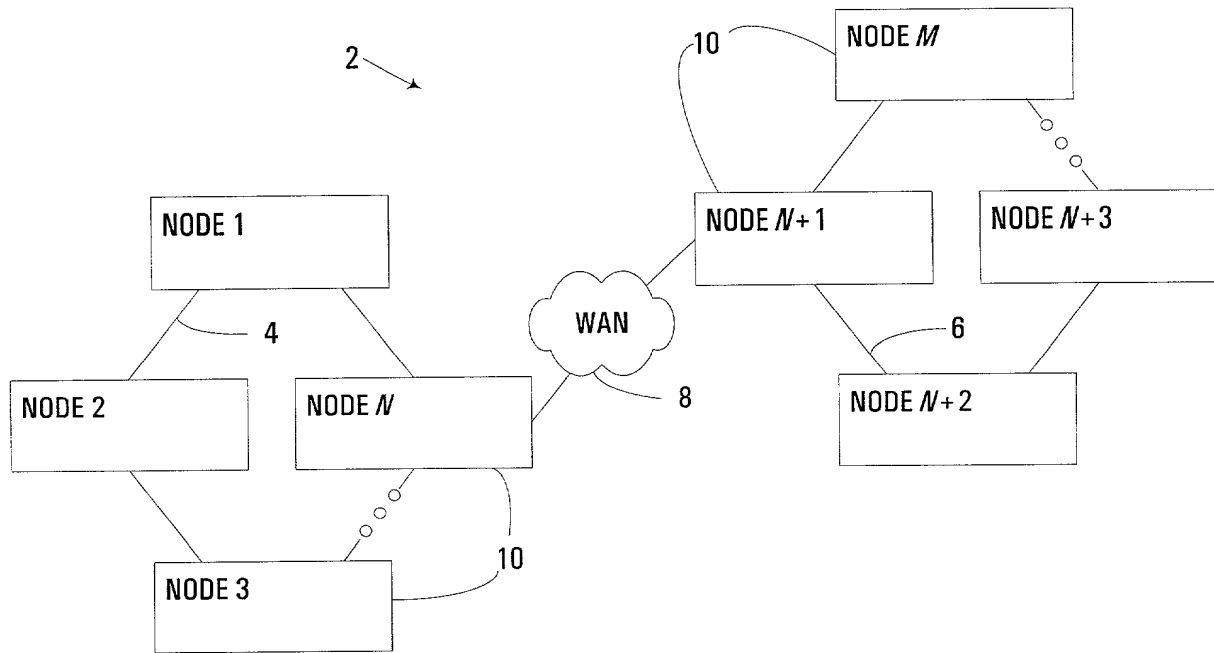 NODE M
10
2
NODE 1
NODE N+1
NODE N+3
WAN
4
6
8
NODE 2
NODE N
NODE N+2
10
NODE 3